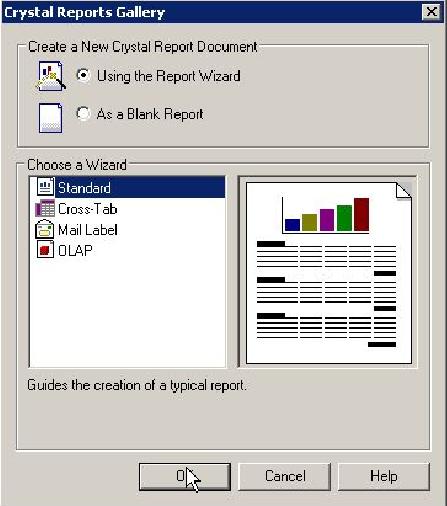 Crystal Reports Gallery
Create a New Crystal Report Document
Using the Report Wizard
As a Blank Report
Choose a Wizard
Standard
Cross-Tab
Mail Label
OLAP
Guides the creation of a typical report.
Cancel
Help